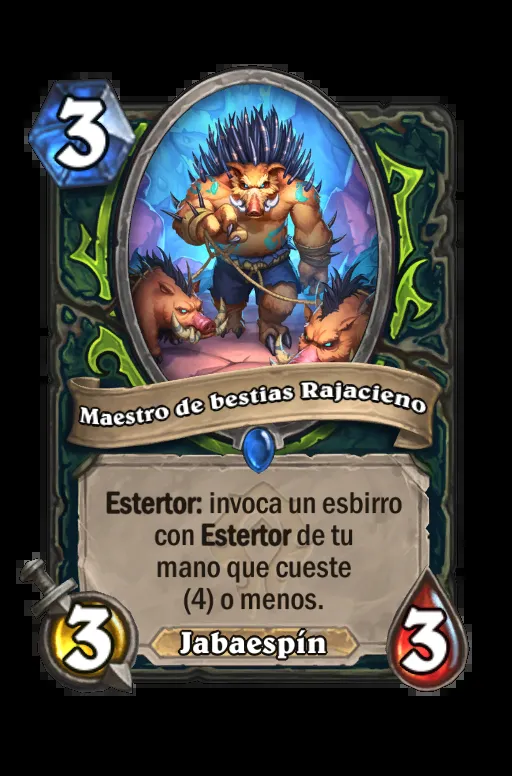 3
Maestro de bestias Rajacieno
Estertor: invoca un esbirro
con Estertor de tu
mano que cueste
(4) o menos.
3
Jabaespín
3